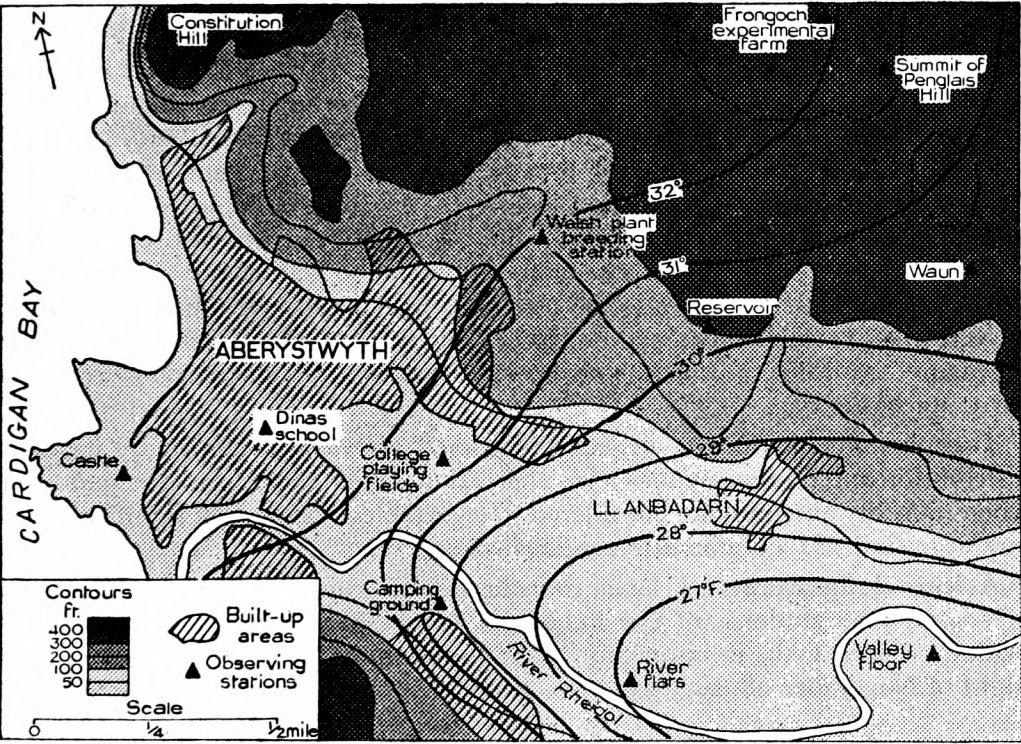 N
Constitution
Hill
Frongoch
experimental
farm
Summit of
Penglais
Hill
32°
Welsh plant
breeding
station
31°
Waun
Reservoir
CARDIGAN BAY
ABERYSTWYTH
30°
Dinas
school
29°
Castle
College
playing
fields
LLANBADARN
28°
Camping
ground
27°F.
River Rheidol
River
flats
Valley
floor
Contours
ft.
400
300
200
100
50
Built-up
areas
Observing
stations
Scale
0 1/4 1/2 mile